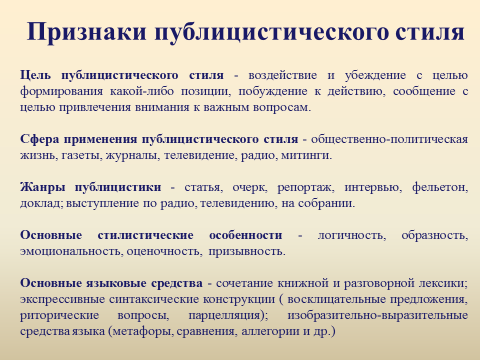 Признаки публицистического стиля
Цель публицистического стиля - воздействие и убеждение с целью
формирования какой-либо позиции, побуждение к действию, сообщение с
целью привлечения внимания к важным вопросам.
Сфера применения публицистического стиля - общественно-политическая
жизнь, газеты, журналы, телевидение, радио, митинги.
Жанры публицистики - статья, очерк, репортаж, интервью, фельетон,
доклад; выступление по радио, телевидению, на собрании.
Основные стилистические особенности - логичность, образность,
эмоциональность, оценочность, призывность.
Основные языковые средства - сочетание книжной и разговорной лексики;
экспрессивные синтаксические конструкции ( восклицательные предложения,
риторические вопросы, парцелляция); изобразительно-выразительные
средства языка (метафоры, сравнения, аллегории и др.)